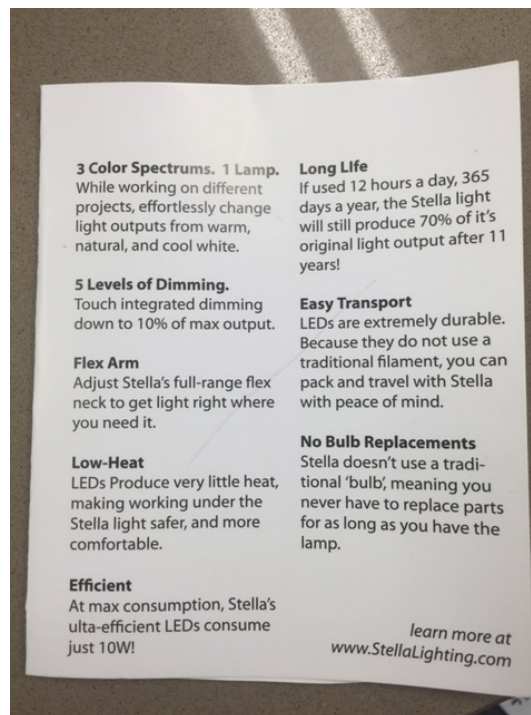 3 Color Spectrums. 1 Lamp.
While working on different
projects, effortlessly change
light outputs from warm,
natural, and cool white.
5 Levels of Dimming.
Touch integrated dimming
down to 10% of max output.
Flex Arm
Adjust Stella's full-range flex
neck to get light right where
you need it.
Low-Heat
LEDs Produce very little heat,
making working under the
Stella light safer, and more
comfortable.
Efficient
At max consumption, Stella's
ulta-efficient LEDs consume
just 10W!
Long LIfe
If used 12 hours a day, 365
days a year, the Stella light
will still produce 70% of it's
original light output after 11
years!
Easy Transport
LEDs are extremely durable.
Because they do not use a
traditional filament, you can
pack and travel with Stella
with peace of mind.
No Bulb Replacements
Stella doesn't use a tradi-
tional 'bulb', meaning you
never have to replace parts
for as long as you have the
lamp.
learn more at
www.StellaLighting.com